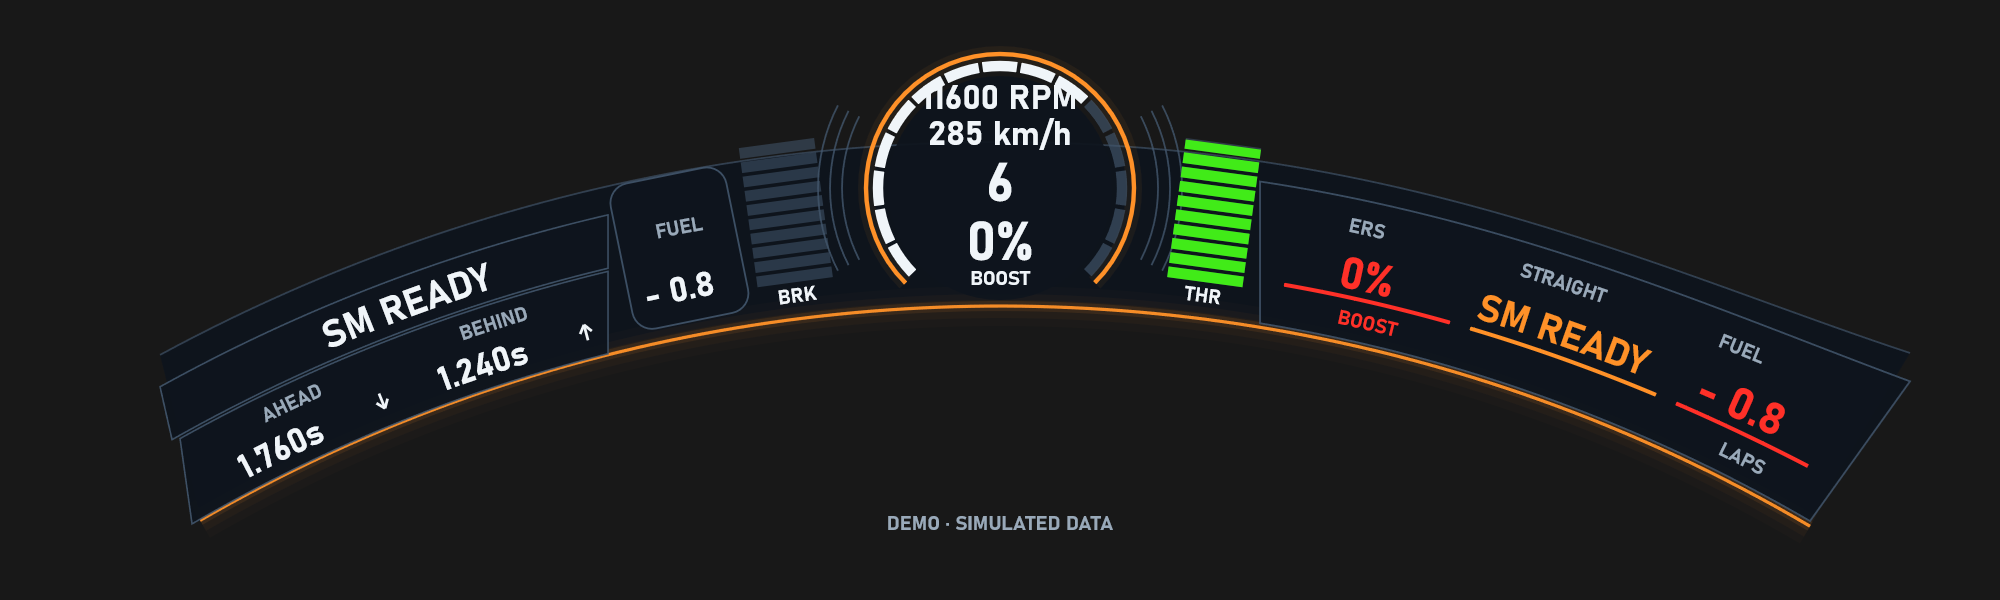 SM READY
AHEAD
1.760s
↓
BEHIND
1.240s
↑
FUEL
- 0.8
BRK
11600 RPM
285 km/h
6
0%
BOOST
THR
ERS
0%
BOOST
STRAIGHT
SM READY
FUEL
- 0.8
LAPS
DEMO · SIMULATED DATA